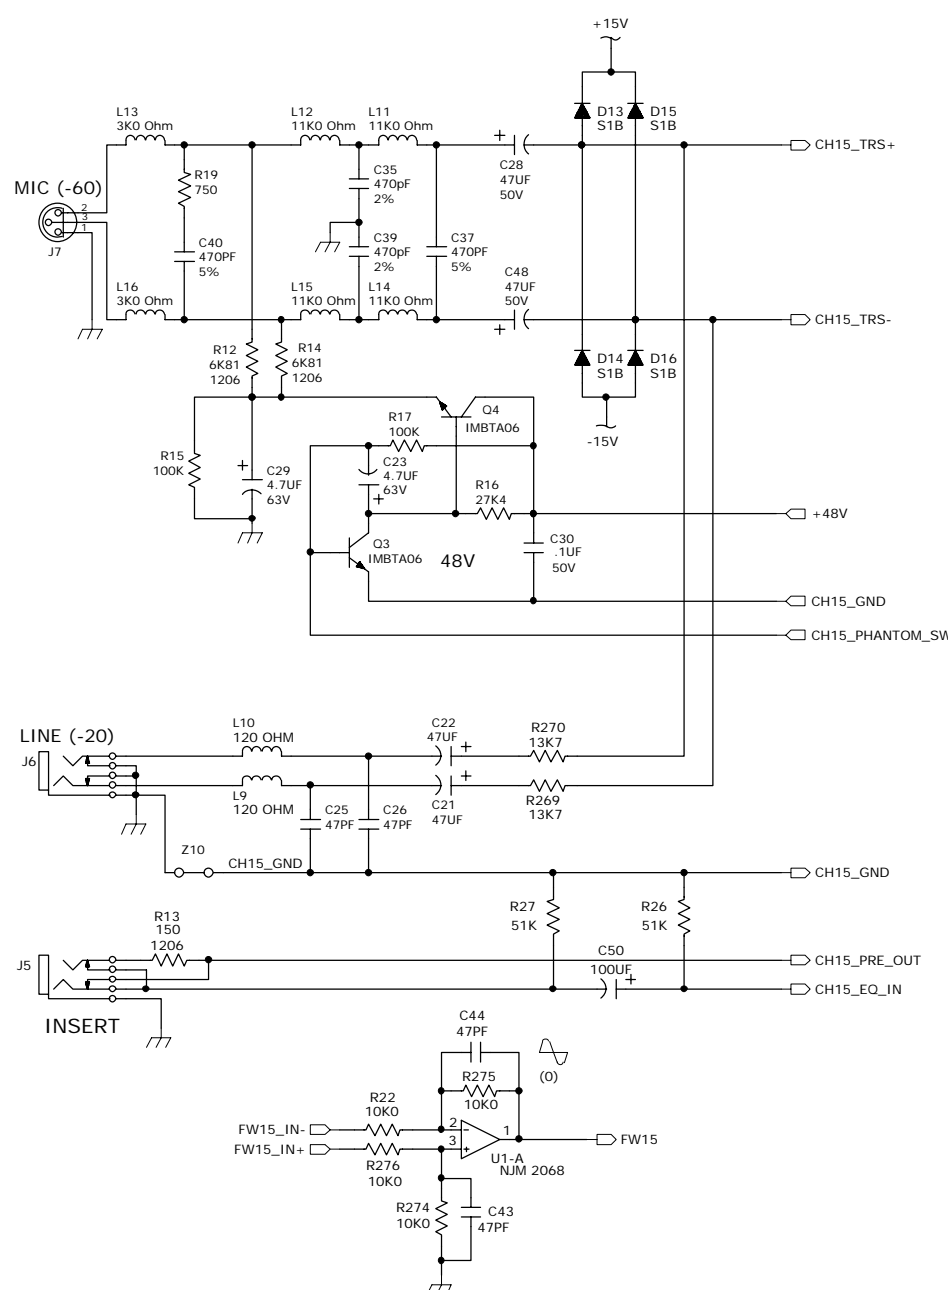 +15V
L13
3K0 Ohm
L12
11K0 Ohm
L11
11K0 Ohm
D13
S1B
D15
S1B
+
C28
47UF
50V
CH15_TRS+
R19
750
C35
470pF
2%
MIC (-60)
2
3
1
J7
C40
470PF
5%
C39
470pF
2%
C37
470PF
5%
C48
47UF
50V
+
L16
3K0 Ohm
L15
11K0 Ohm
L14
11K0 Ohm
CH15_TRS-
R12
6K81
1206
R14
6K81
1206
D14
S1B
D16
S1B
-15V
Q4
IMBTA06
R17
100K
R15
100K
+
C29
4.7UF
63V
C23
4.7UF
63V
+
R16
27K4
+48V
Q3
IMBTA06
48V
C30
.1UF
50V
CH15_GND
CH15_PHANTOM_SW
LINE (-20)
J6
L10
120 OHM
C22
47UF
+
R270
13K7
L9
120 OHM
C21
47UF
+
R269
13K7
C25
47PF
C26
47PF
Z10
CH15_GND
CH15_GND
R27
51K
R26
51K
R13
150
1206
J5
C50
100UF
+
CH15_PRE_OUT
CH15_EQ_IN
INSERT
C44
47PF
(0)
R275
10K0
R22
10K0
FW15_IN-
2
-
1
FW15
FW15_IN+
3
+
R276
10K0
U1-A
NJM 2068
R274
10K0
C43
47PF